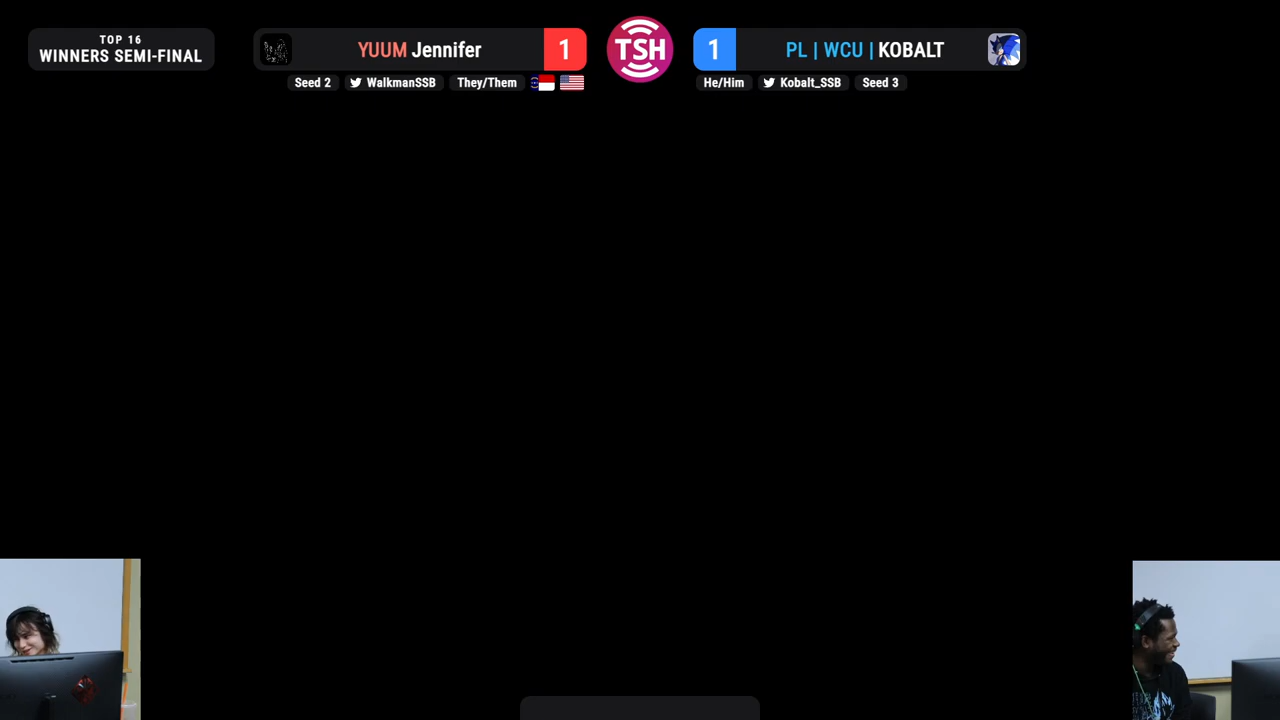 TOP 16
WINNERS SEMI-FINAL
YUUM Jennifer 1
TSH
1 PL | WCU | KOBALT
Seed 2 WalkmanSSB They/Them
He/Him Kobalt_SSB Seed 3